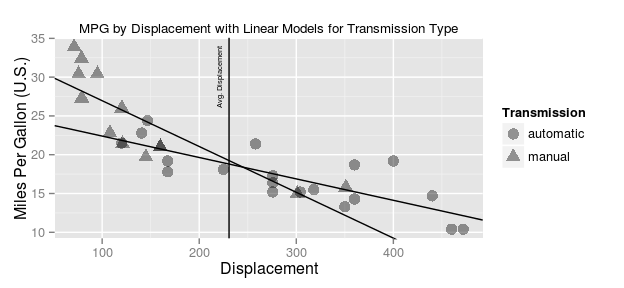 MPG by Displacement with Linear Models for Transmission Type
Miles Per Gallon (U.S.)
35
30
25
20
15
10
Avg. Displacement
100
200
300
400
Displacement
Transmission
automatic
manual